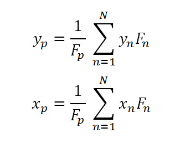 y_p = \frac{1}{F_p} \sum_{n=1}^{N} y_n F_n
x_p = \frac{1}{F_p} \sum_{n=1}^{N} x_n F_n